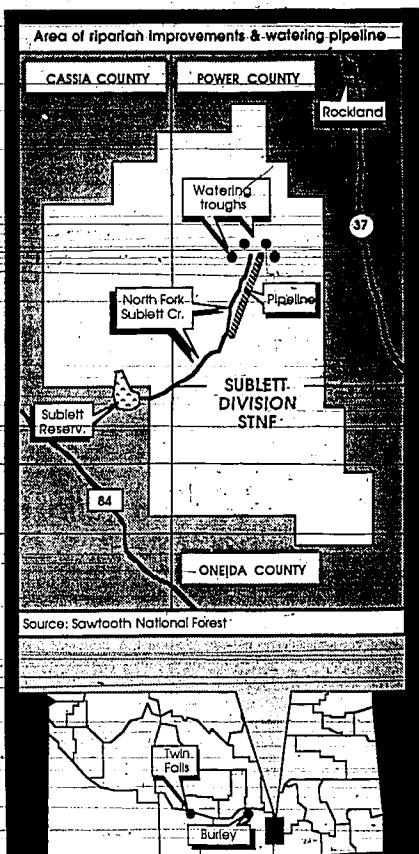 Area of riparian improvements & watering pipeline
CASSIA COUNTY
POWER COUNTY
Rockland
Watering
troughs
37
North Fork
Sublett Cr.
Pipeline
SUBLETT
DIVISION
STNF
Sublett
Reserv.
84
ONEIDA COUNTY
Source: Sawtooth National Forest
Twin
Falls
Burley